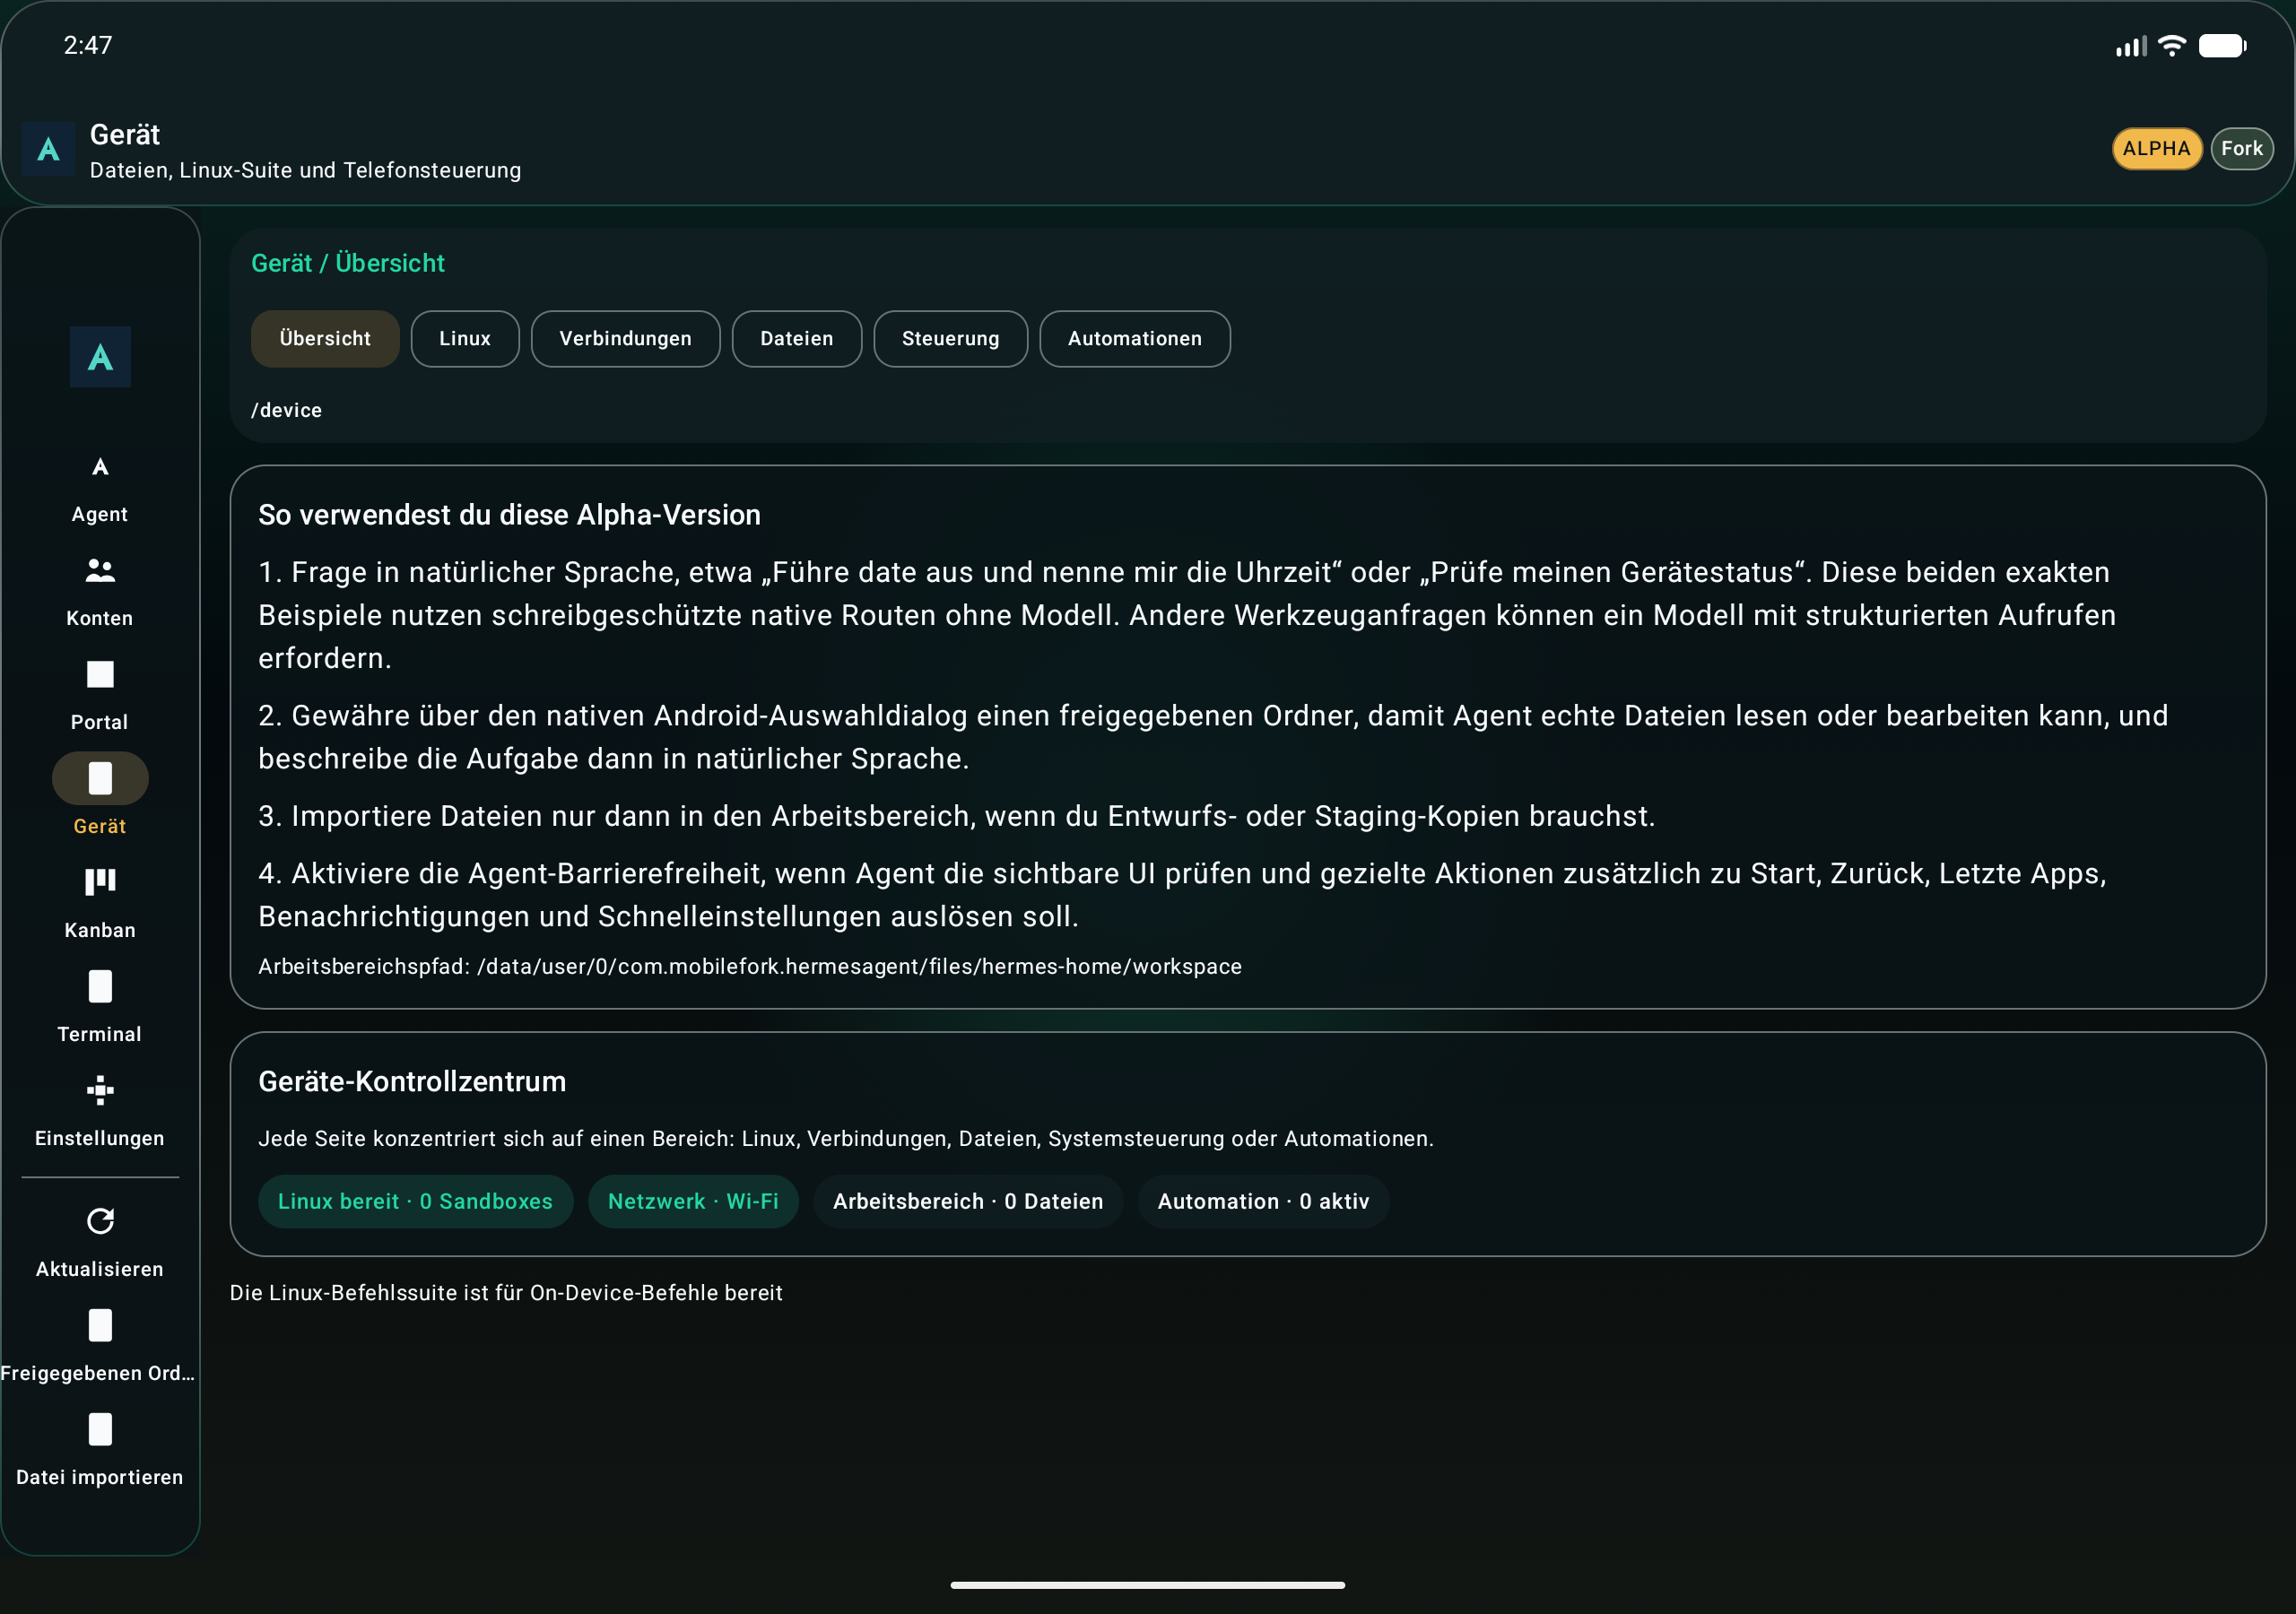 2:47
Gerät
Dateien, Linux-Suite und Telefonsteuerung
ALPHA
Fork
Agent
Konten
Portal
Gerät
Kanban
Terminal
Einstellungen
Aktualisieren
Freigegebenen Ord…
Datei importieren
Gerät / Übersicht
Übersicht
Linux
Verbindungen
Dateien
Steuerung
Automationen
/device
So verwendest du diese Alpha-Version
1. Frage in natürlicher Sprache, etwa „Führe date aus und nenne mir die Uhrzeit“ oder „Prüfe meinen Gerätestatus“. Diese beiden exakten
Beispiele nutzen schreibgeschützte native Routen ohne Modell. Andere Werkzeuganfragen können ein Modell mit strukturierten Aufrufen
erfordern.
2. Gewähre über den nativen Android-Auswahldialog einen freigegebenen Ordner, damit Agent echte Dateien lesen oder bearbeiten kann, und
beschreibe die Aufgabe dann in natürlicher Sprache.
3. Importiere Dateien nur dann in den Arbeitsbereich, wenn du Entwurfs- oder Staging-Kopien brauchst.
4. Aktiviere die Agent-Barrierefreiheit, wenn Agent die sichtbare UI prüfen und gezielte Aktionen zusätzlich zu Start, Zurück, Letzte Apps,
Benachrichtigungen und Schnelleinstellungen auslösen soll.
Arbeitsbereichspfad: /data/user/0/com.mobilefork.hermesagent/files/hermes-home/workspace
Geräte-Kontrollzentrum
Jede Seite konzentriert sich auf einen Bereich: Linux, Verbindungen, Dateien, Systemsteuerung oder Automationen.
Linux bereit · 0 Sandboxes
Netzwerk · Wi-Fi
Arbeitsbereich · 0 Dateien
Automation · 0 aktiv
Die Linux-Befehlssuite ist für On-Device-Befehle bereit